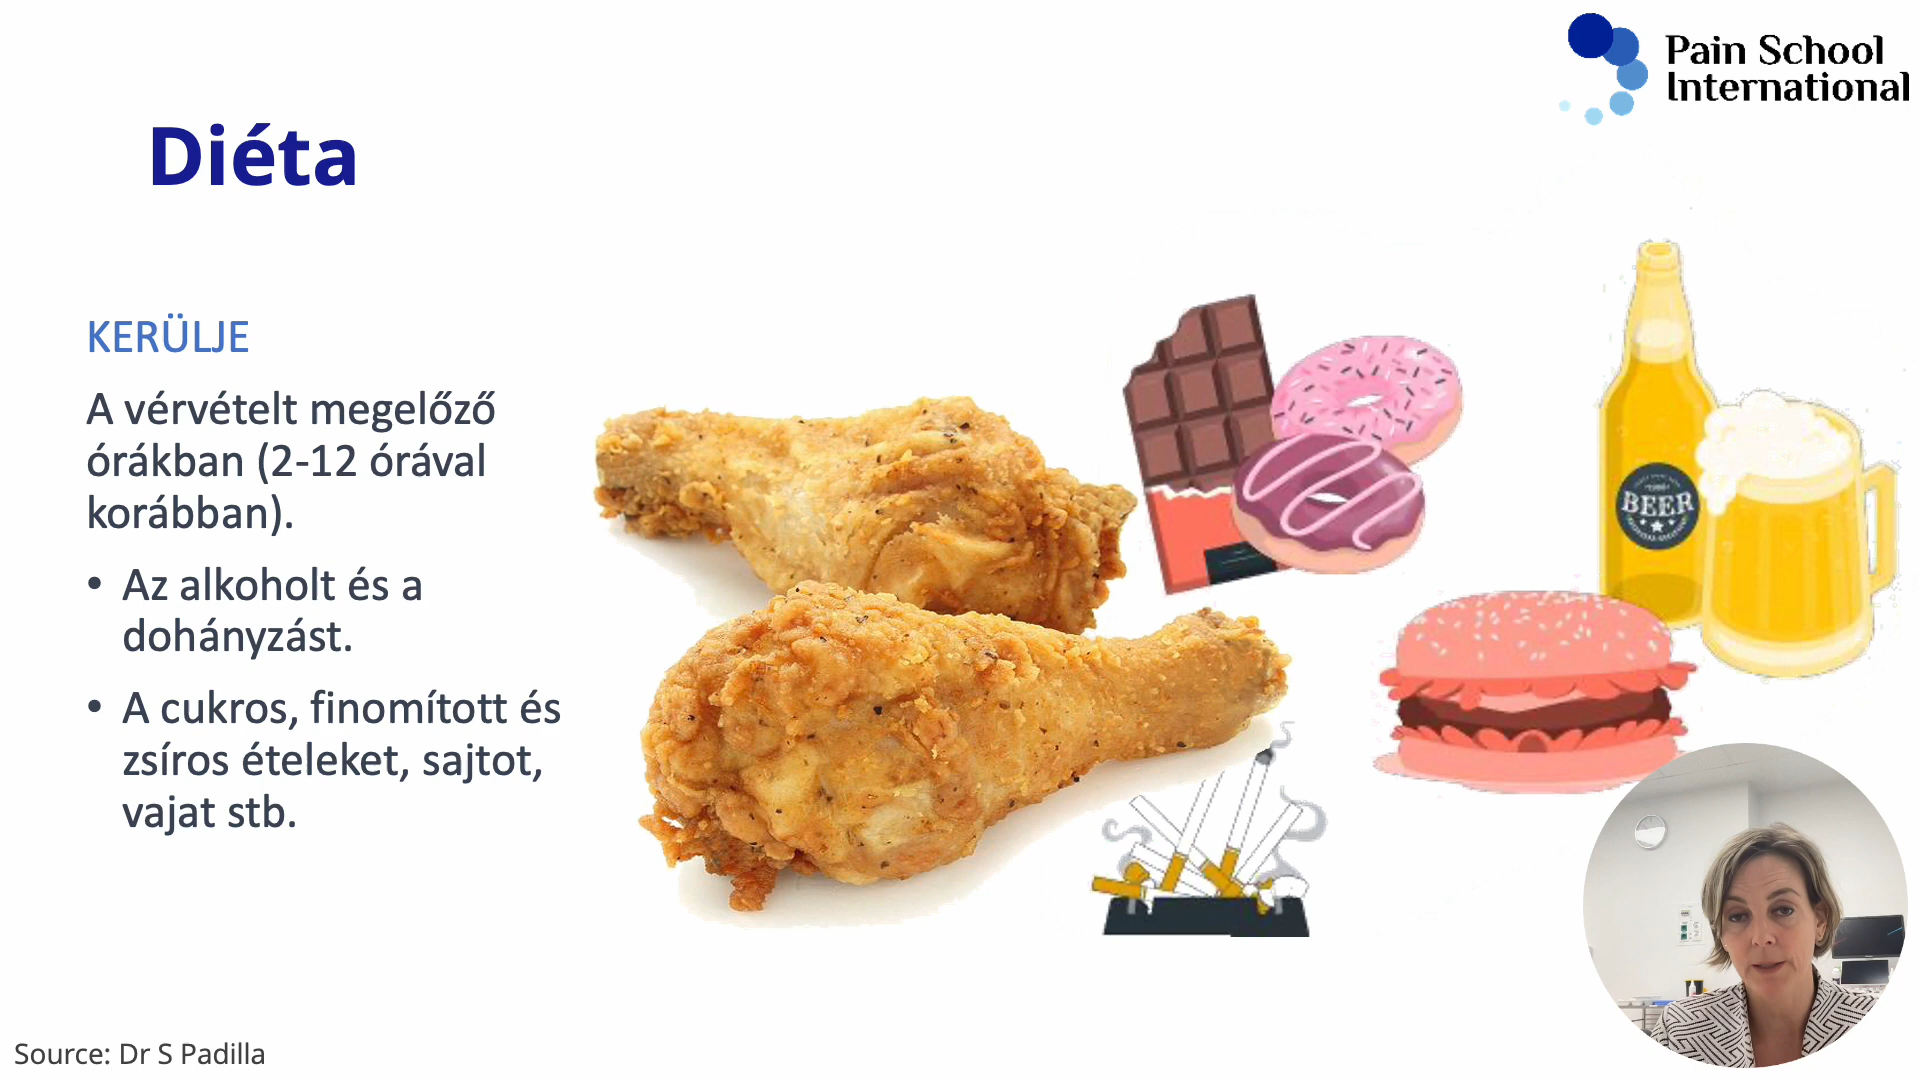 Pain School
International
Diéta
KERÜLJE
A vérvételt megelőző
órákban (2-12 órával
korábban).
• Az alkoholt és a
dohányzást.
• A cukros, finomított és
zsíros ételeket, sajtot,
vajat stb.
BEER
Source: Dr S Padilla